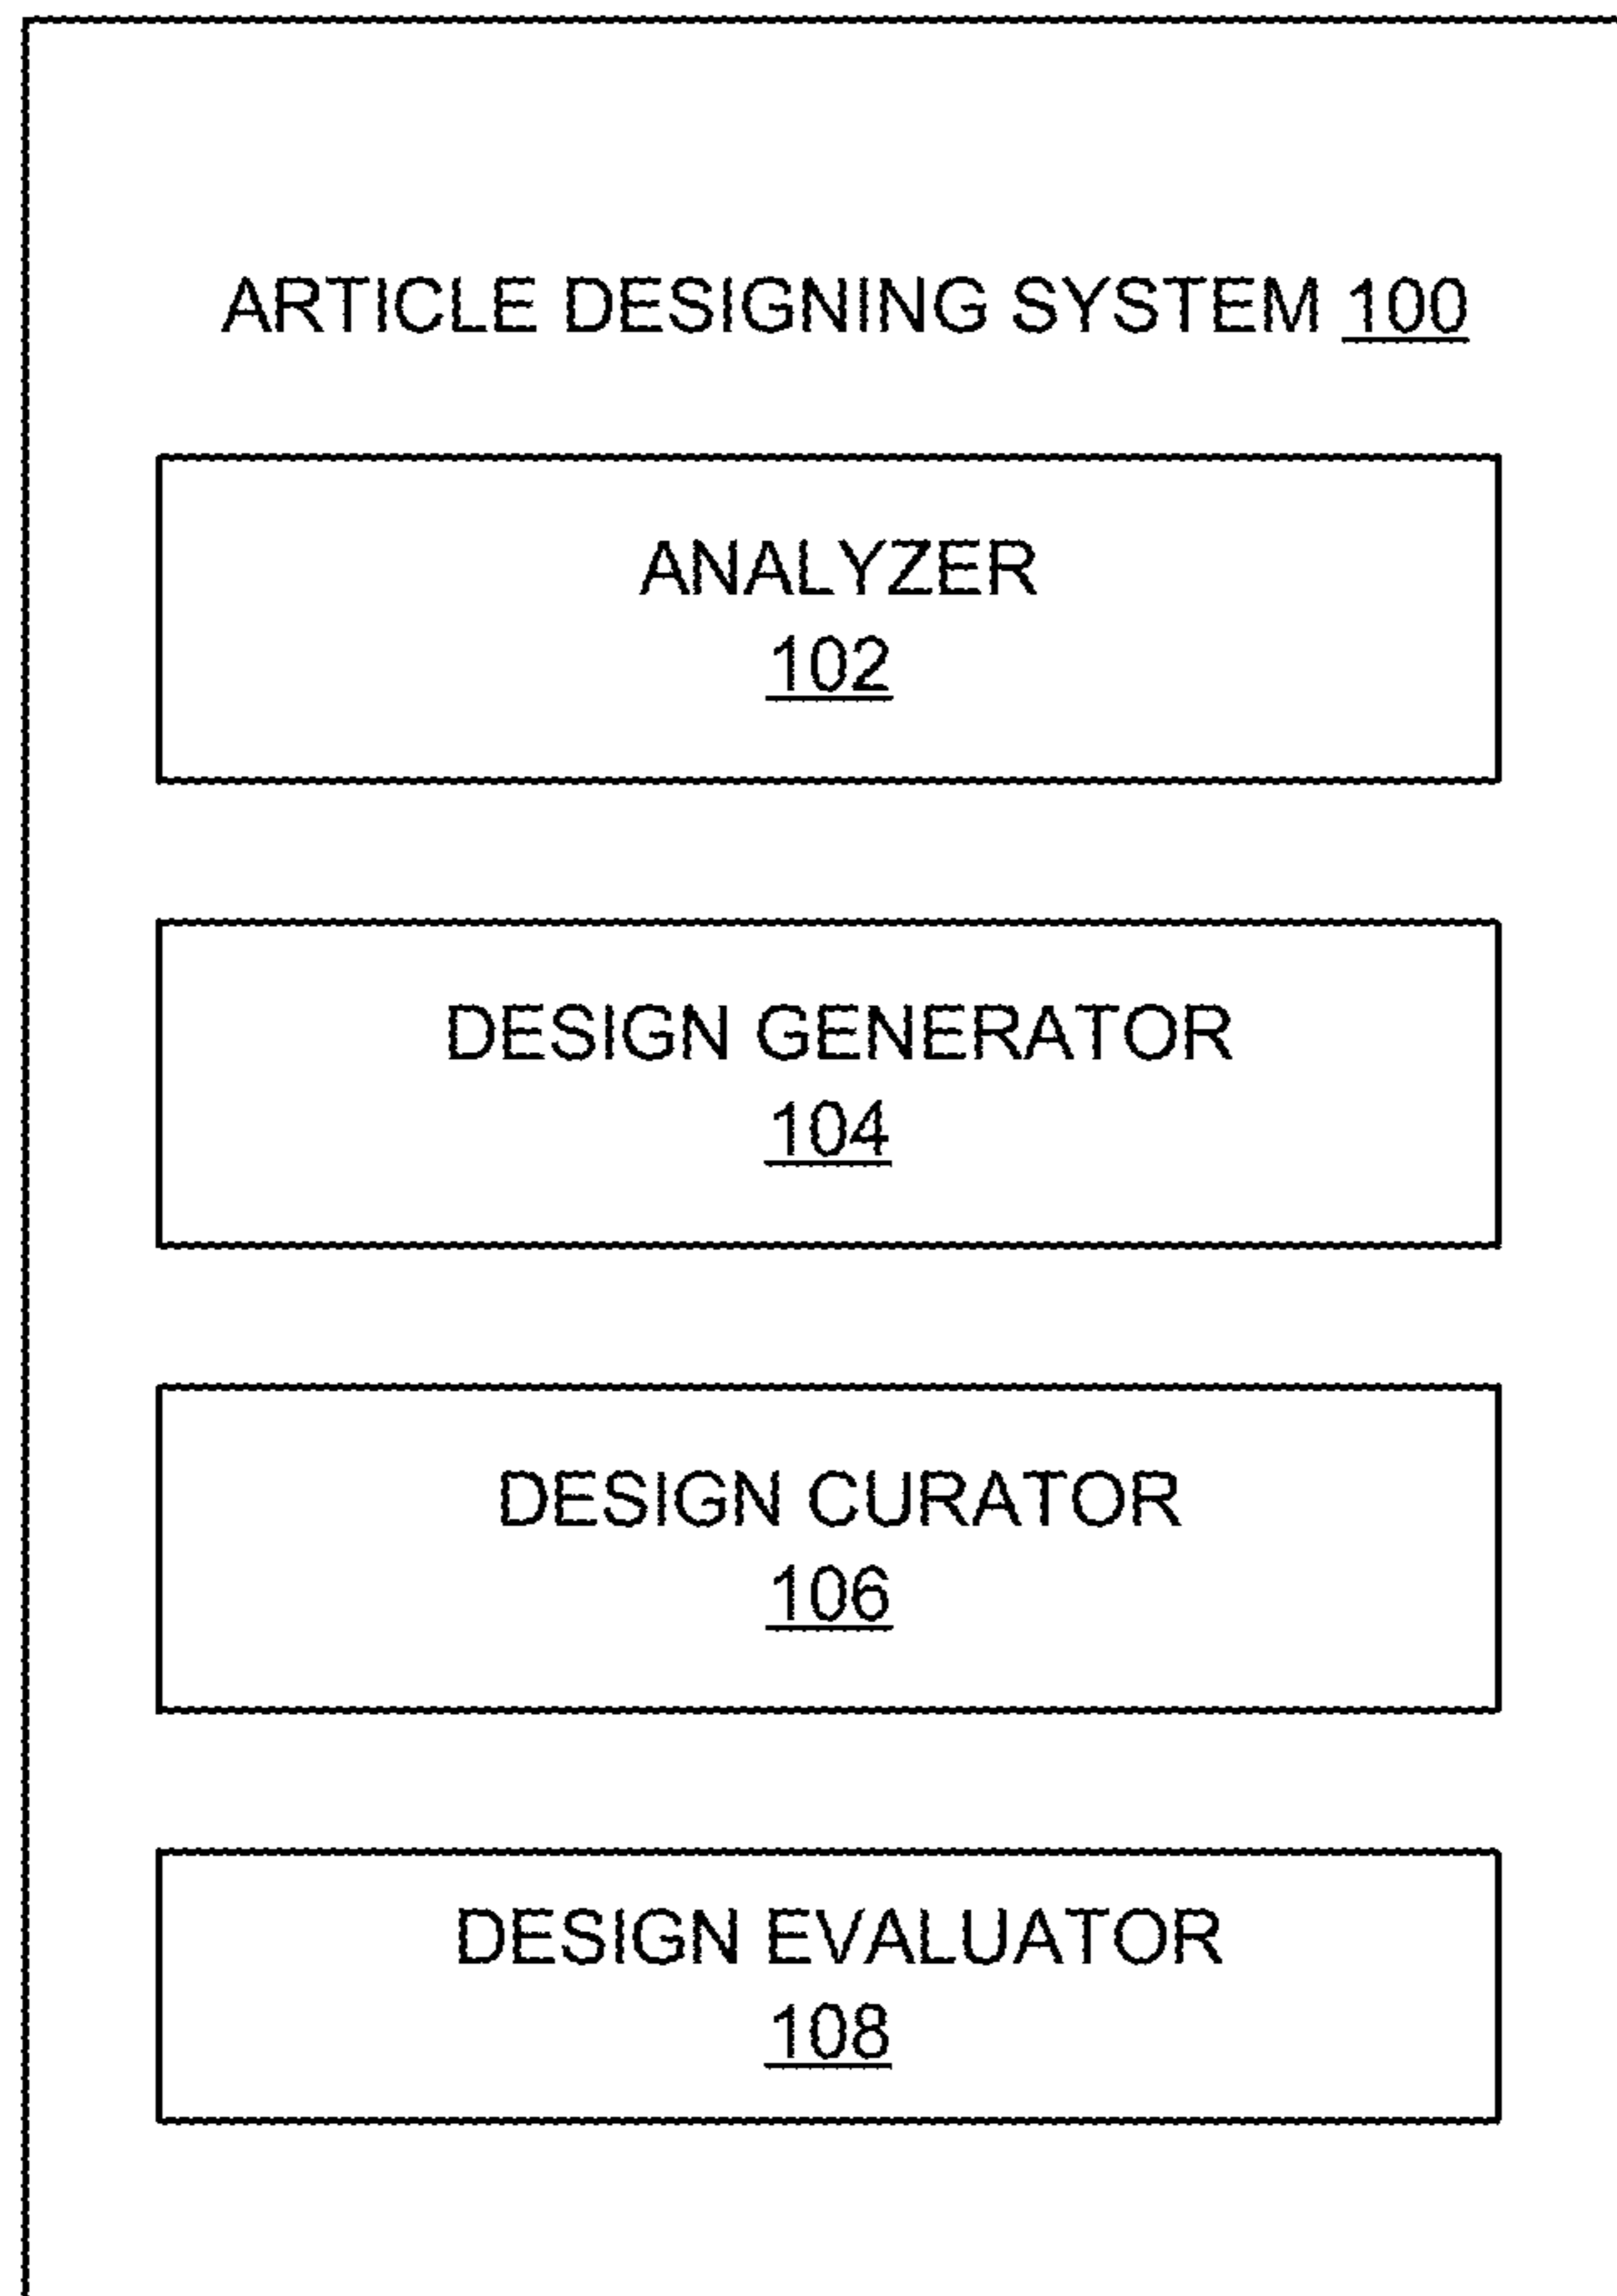 ARTICLE DESIGNING SYSTEM 100
ANALYZER
102
DESIGN GENERATOR
104
DESIGN CURATOR
106
DESIGN EVALUATOR
108